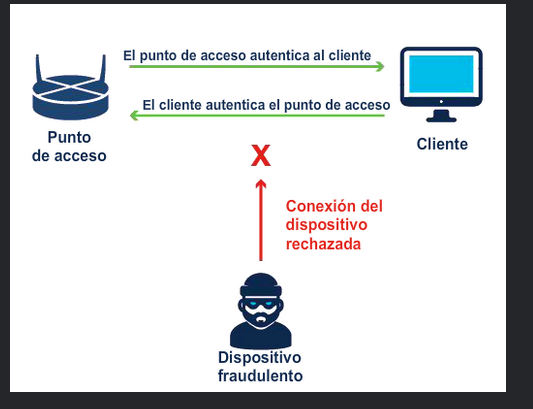 El punto de acceso autentica al cliente
El cliente autentica el punto de acceso
Punto
de acceso
Cliente
X
Conexión del
dispositivo
rechazada
Dispositivo
fraudulento